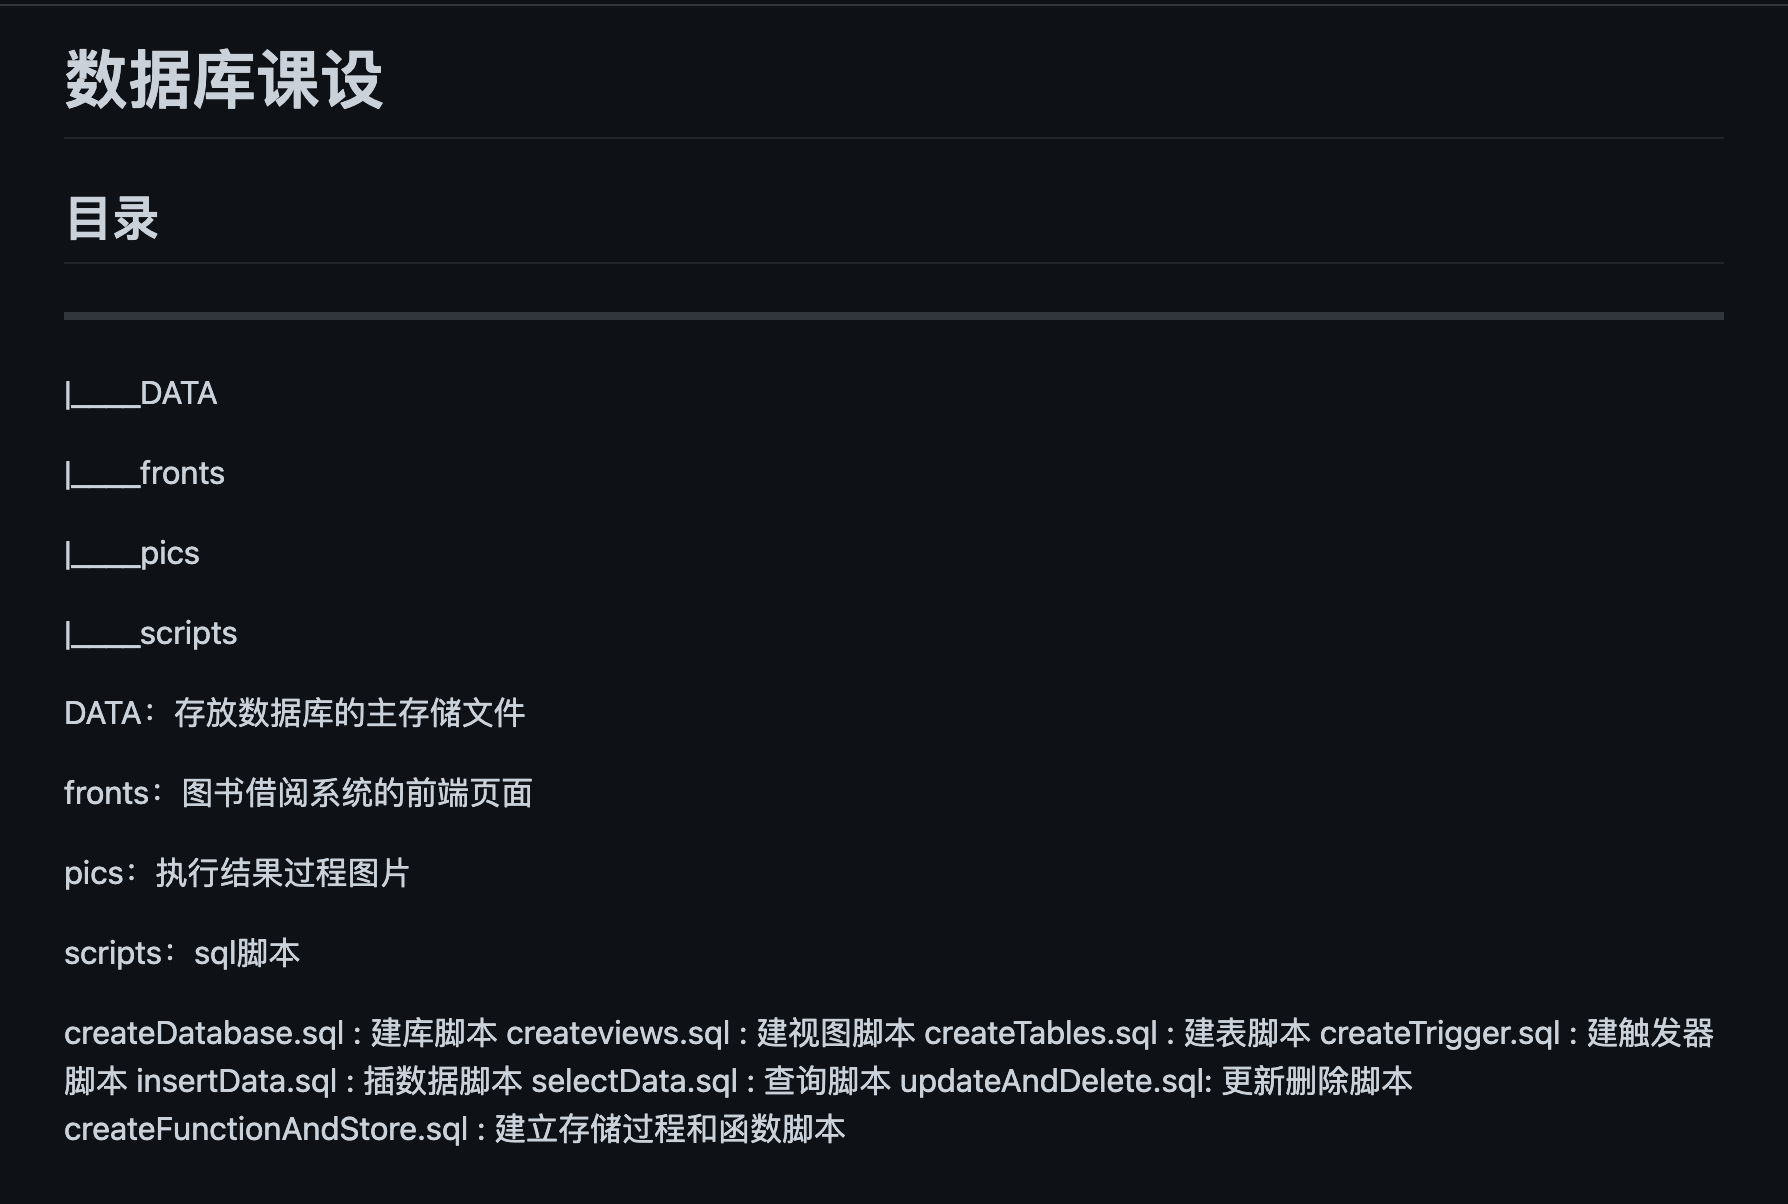 数据库课设
目录
|____DATA
|____fronts
|____pics
|____scripts
DATA：存放数据库的主存储文件
fronts：图书借阅系统的前端页面
pics：执行结果过程图片
scripts：sql脚本
createDatabase.sql : 建库脚本 createviews.sql : 建视图脚本 createTables.sql : 建表脚本 createTrigger.sql : 建触发器
脚本 insertData.sql : 插数据脚本 selectData.sql : 查询脚本 updateAndDelete.sql: 更新删除脚本
createFunctionAndStore.sql : 建立存储过程和函数脚本